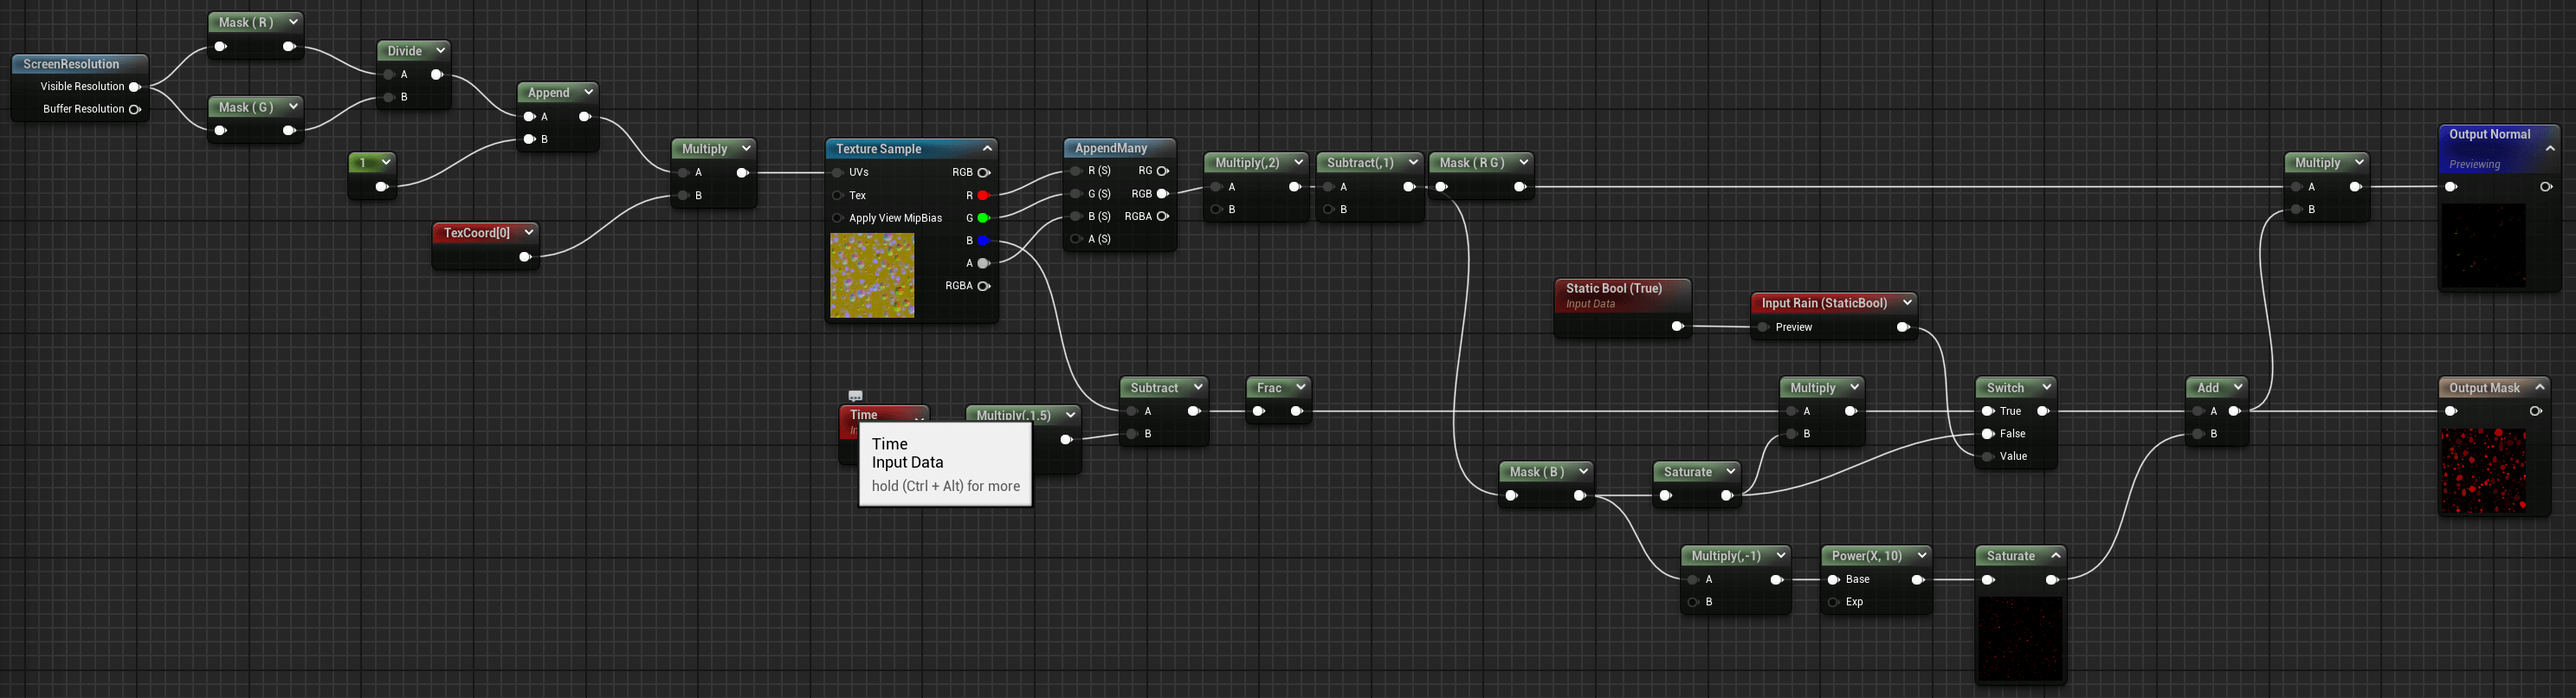 ScreenResolution
Visible Resolution
Buffer Resolution
Mask ( R )
Mask ( G )
Divide
A
B
1
Append
A
B
TexCoord[0]
Multiply
A
B
Texture Sample
UVs
RGB
Tex
R
Apply View MipBias
G
B
A
RGBA
AppendMany
R (S)
RG
G (S)
RGB
B (S)
RGBA
A (S)
Multiply(,2)
A
B
Subtract(,1)
A
B
Mask ( R G )
Static Bool (True)
Input Data
Input Rain (StaticBool)
Preview
Multiply
A
B
Output Normal
Previewing
Time
Multiply(,1.5)
Time
Input Data
hold (Ctrl + Alt) for more
Subtract
A
B
Frac
Mask ( B )
Saturate
Multiply
A
B
Switch
True
False
Value
Add
A
B
Output Mask
Multiply(,-1)
A
B
Power(X, 10)
Base
Exp
Saturate